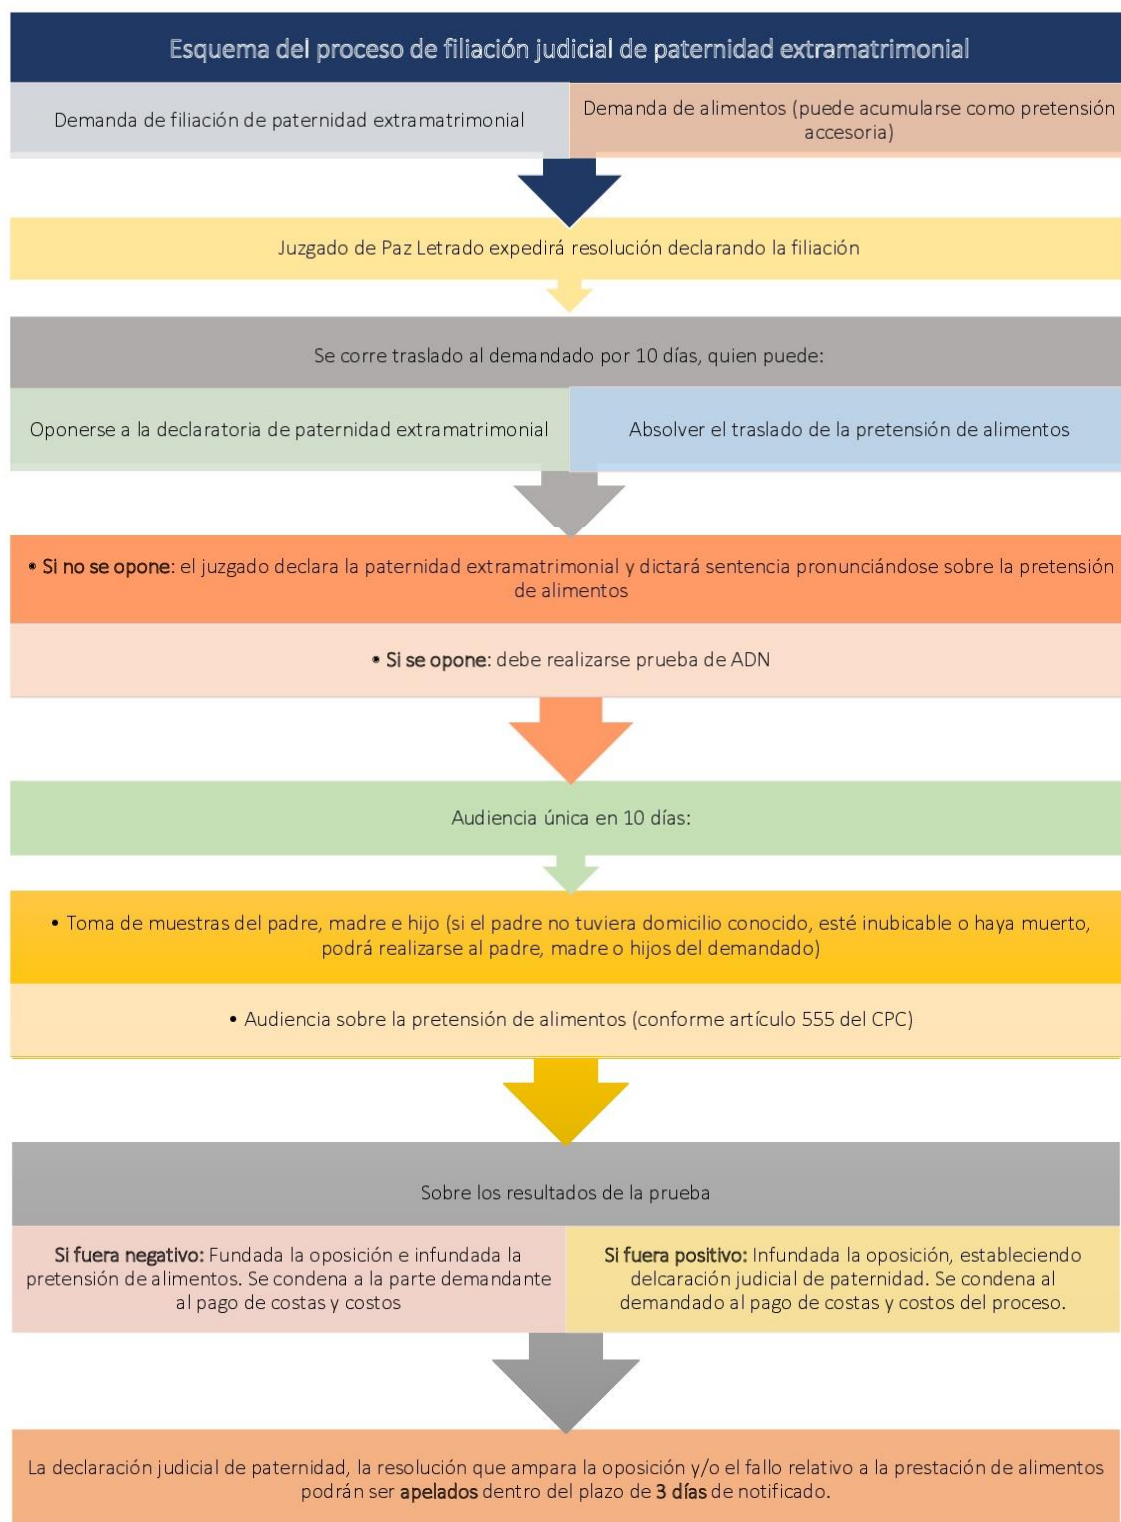 Esquema del proceso de filiación judicial de paternidad extramatrimonial
Demanda de filiación de paternidad extramatrimonial
Demanda de alimentos (puede acumularse como pretensión
accesoria)
Juzgado de Paz Letrado expedirá resolución declarando la filiación
Se corre traslado al demandado por 10 días, quien puede:
Oponerse a la declaratoria de paternidad extramatrimonial
Absolver el traslado de la pretensión de alimentos
• Si no se opone: el juzgado declara la paternidad extramatrimonial y dictará sentencia pronunciándose sobre la pretensión
de alimentos
• Si se opone: debe realizarse prueba de ADN
Audiencia única en 10 días:
• Toma de muestras del padre, madre e hijo (si el padre no tuviera domicilio conocido, esté inubicable o haya muerto,
podrá realizarse al padre, madre o hijos del demandado)
• Audiencia sobre la pretensión de alimentos (conforme artículo 555 del CPC)
Sobre los resultados de la prueba
Si fuera negativo: Fundada la oposición e infundada la
pretensión de alimentos. Se condena a la parte demandante
al pago de costas y costos
Si fuera positivo: Infundada la oposición, estableciendo
delcaración judicial de paternidad. Se condena al
demandado al pago de costas y costos del proceso.
La declaración judicial de paternidad, la resolución que ampara la oposición y/o el fallo relativo a la prestación de alimentos
podrán ser apelados dentro del plazo de 3 días de notificado.